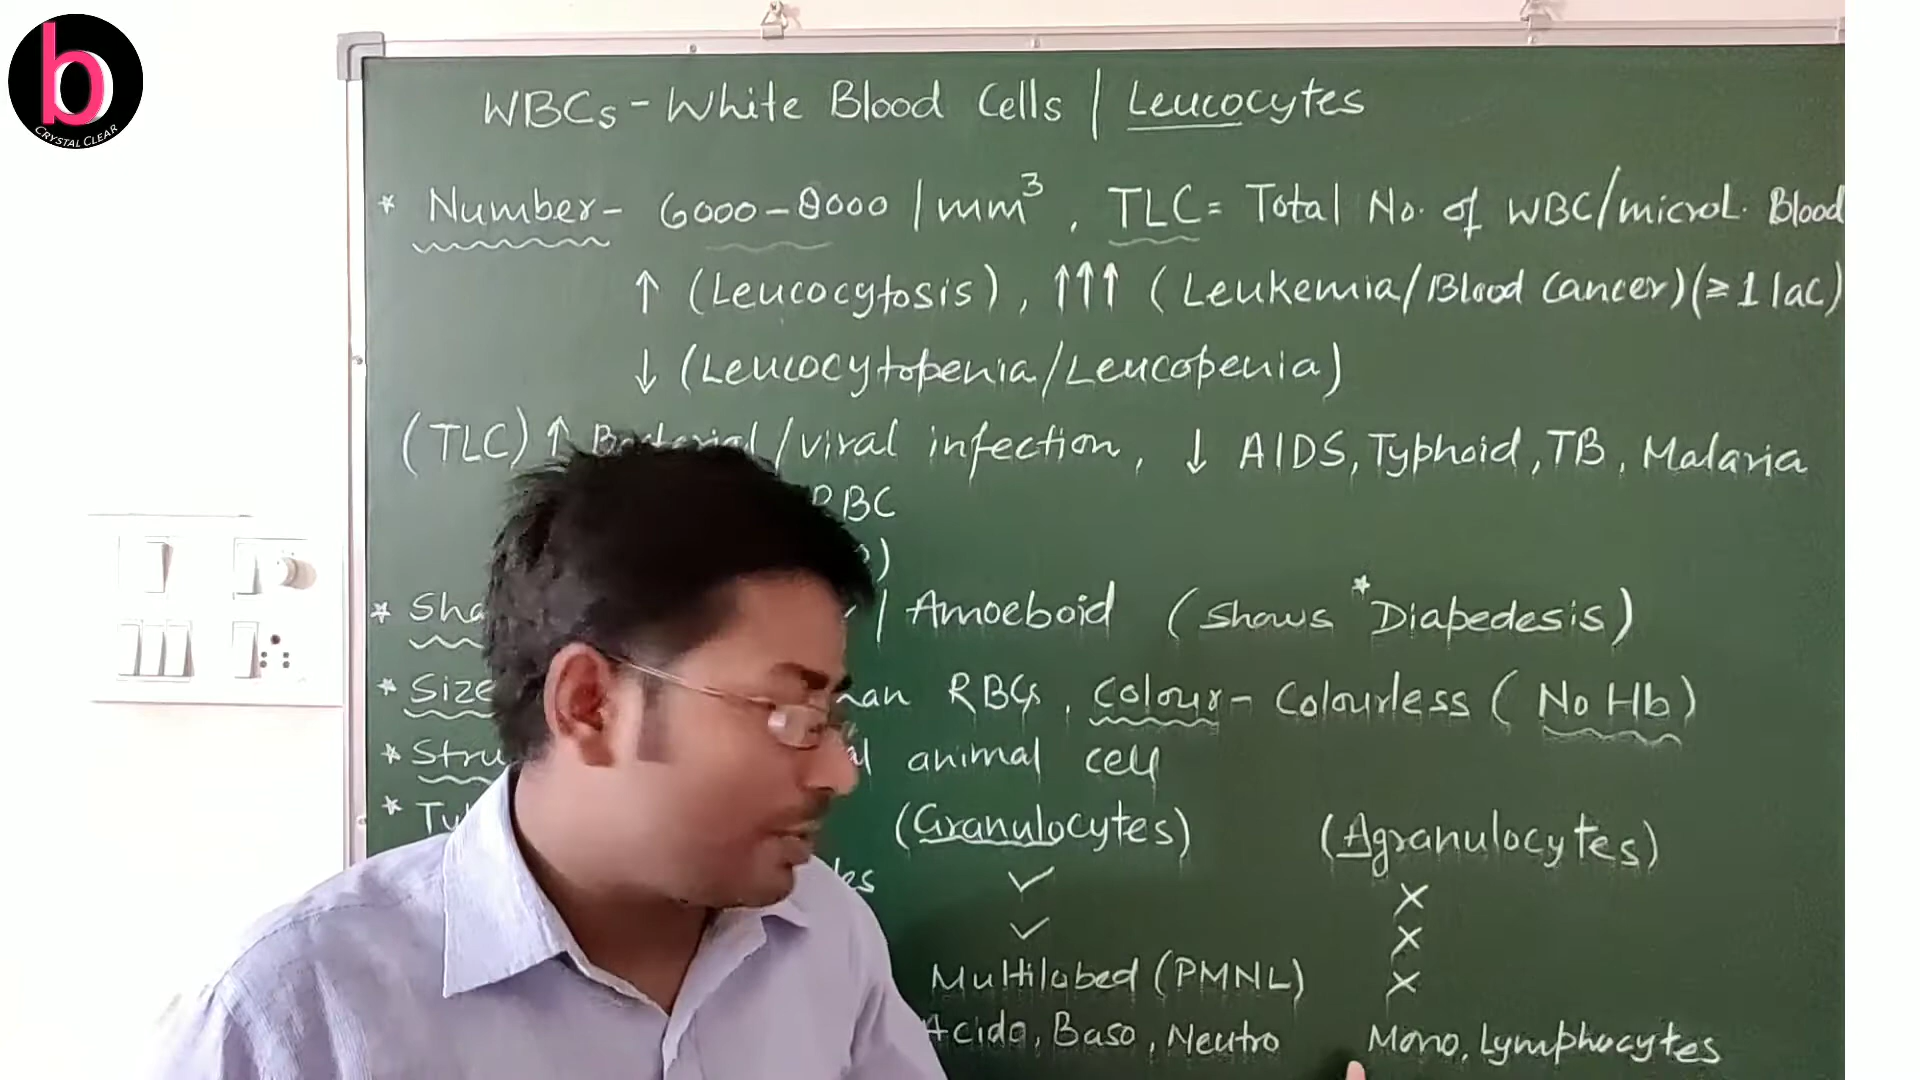 b
CRYSTAL CLEAR
WBCs - White Blood Cells | Leucocytes
* Number - 6000-8000 | mm³, TLC = Total No. of WBC/microL. Blood
↑ (Leucocytosis), ↑↑↑ (Leukemia/Blood Cancer) (≥ 1 lac)
↓ (Leucocytopenia/Leucopenia)
(TLC) ↑ Bacterial/viral infection, ↓ AIDS, Typhoid, TB, Malaria
RBC
)
* | Amoeboid (Shows *Diapedesis)
* Size RBCs, Colour - Colourless (No Hb)
* animal cell
* (Granulocytes) (Agranulocytes)
✓ ×
✓ ×
Multilobed (PMNL) ×
Acido, Baso, Neutro Mono, Lymphocytes